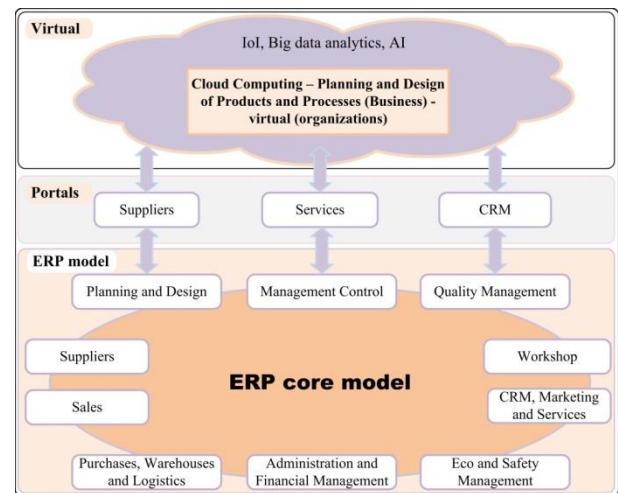 Virtual
IoI, Big data analytics, AI
Cloud Computing – Planning and Design
of Products and Processes (Business) -
virtual (organizations)
Portals
Suppliers
Services
CRM
ERP model
Planning and Design
Management Control
Quality Management
Suppliers
Workshop
ERP core model
Sales
CRM, Marketing
and Services
Purchases, Warehouses
and Logistics
Administration and
Financial Management
Eco and Safety
Management